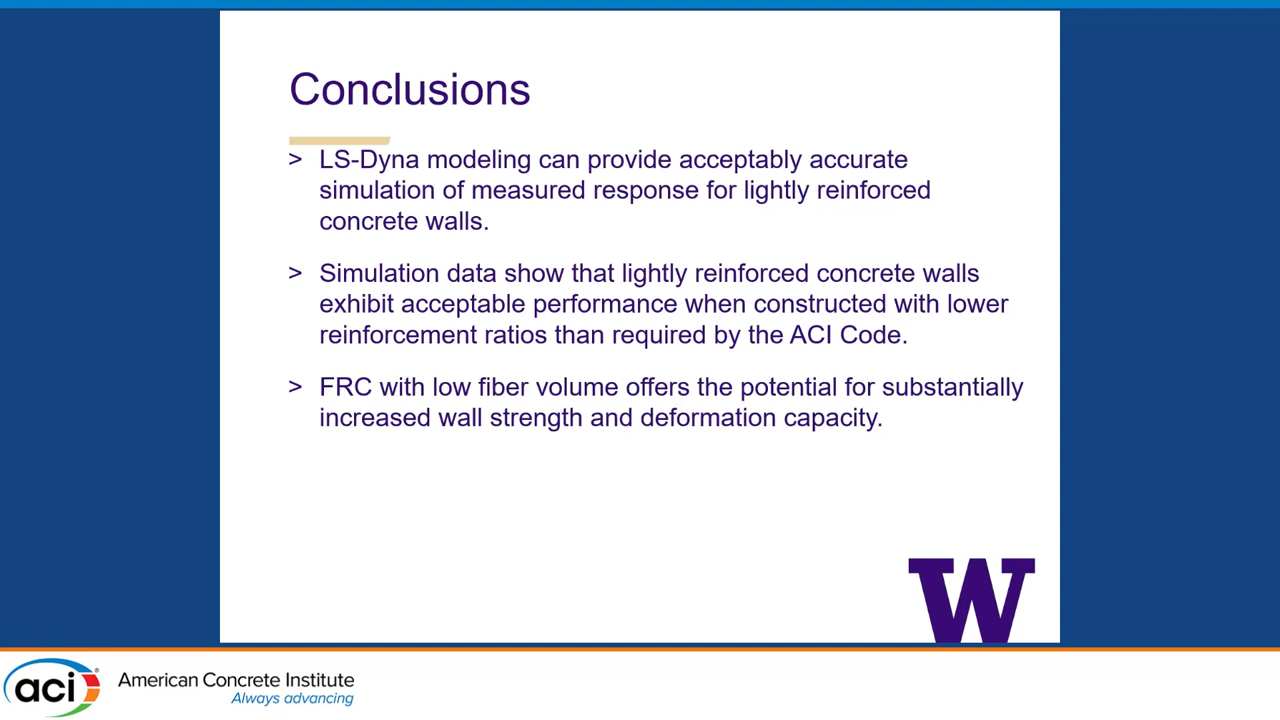 Conclusions
> LS-Dyna modeling can provide acceptably accurate
simulation of measured response for lightly reinforced
concrete walls.
> Simulation data show that lightly reinforced concrete walls
exhibit acceptable performance when constructed with lower
reinforcement ratios than required by the ACI Code.
> FRC with low fiber volume offers the potential for substantially
increased wall strength and deformation capacity.
W
aci®
American Concrete Institute
Always advancing